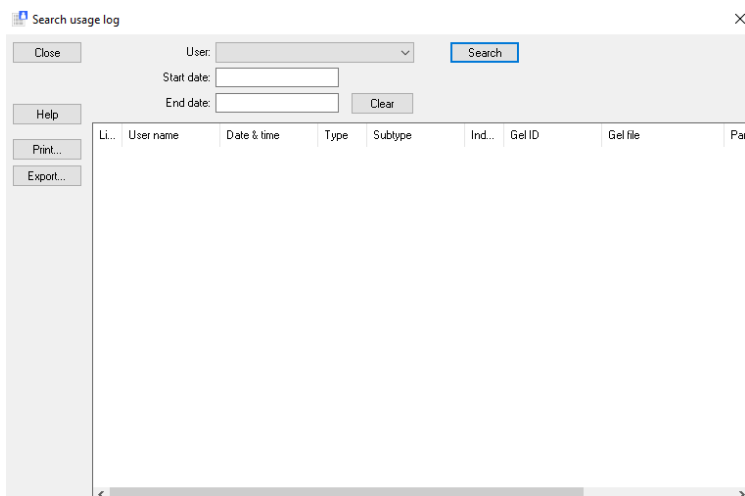 Search usage log
Close
User:
Search
Start date:
End date:
Clear
Help
Print...
Export...
Li... User name Date & time Type Subtype Ind... Gel ID Gel file Par